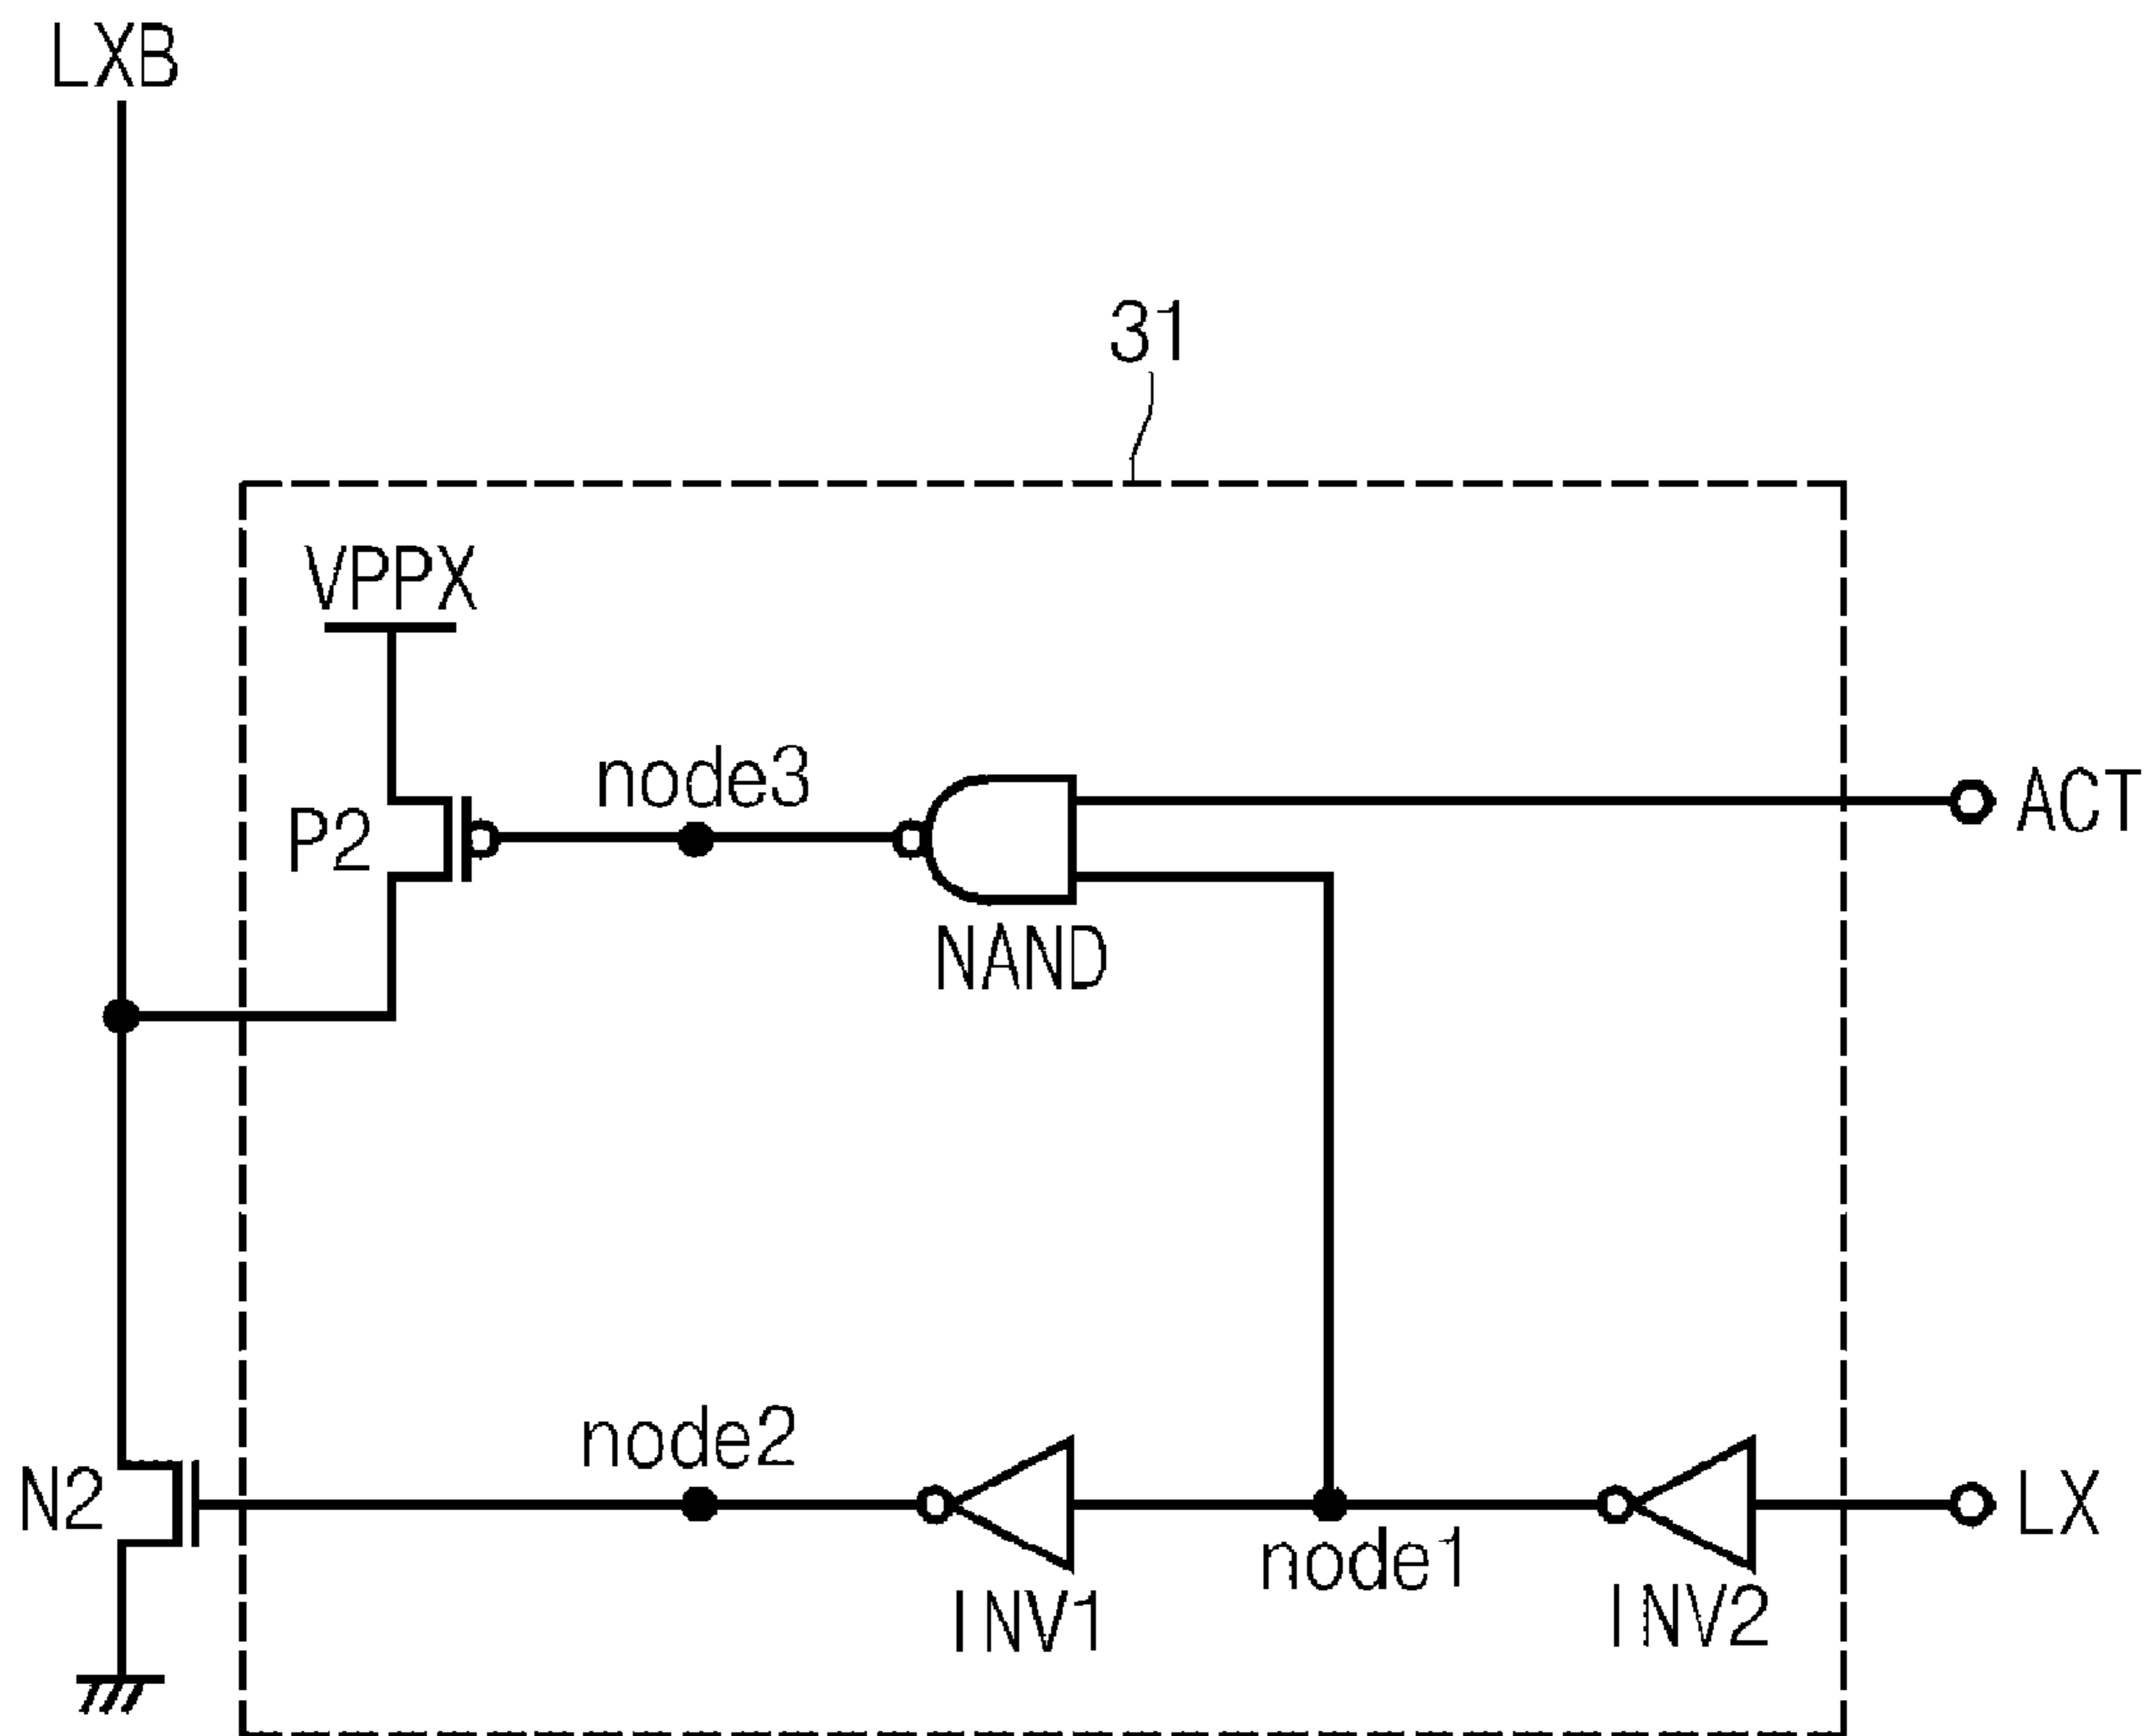 LXB
31
VPPX
node3
ACT
P2
NAND
node2
N2
LX
node1
INV1
INV2